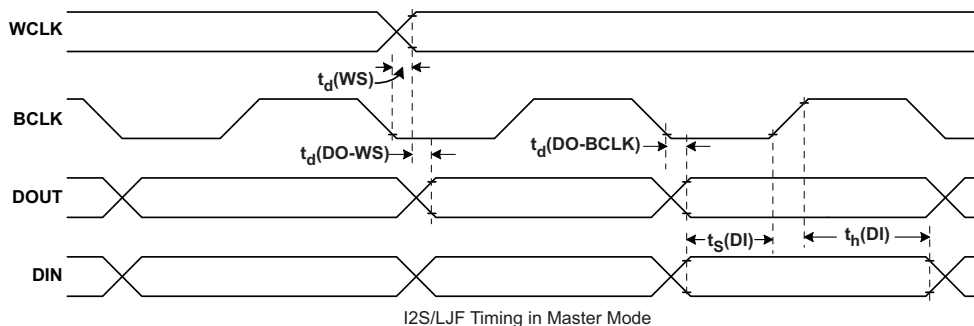 WCLK
t_d(WS)
BCLK
t_d(DO-WS)
t_d(DO-BCLK)
DOUT
t_S(DI)
t_h(DI)
DIN
I2S/LJF Timing in Master Mode